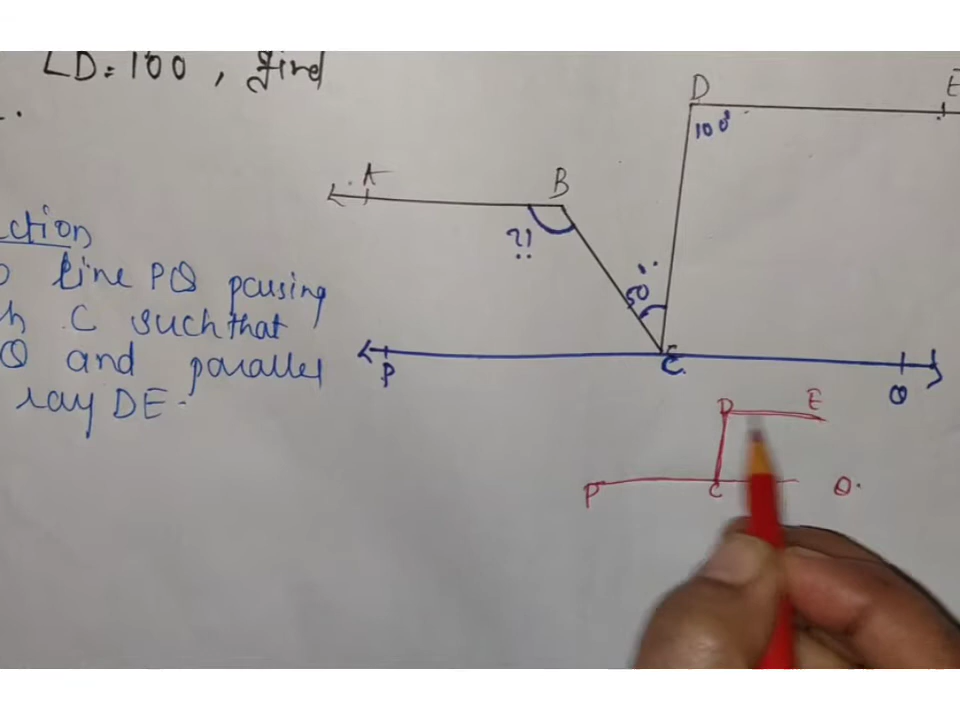 ∠D = 100 , find
D
E
100°
A
B
?!
50°
ction
line PQ passing
C such that
and parallel
ray DE -
P
C
Q
D
E
P
C
Q.